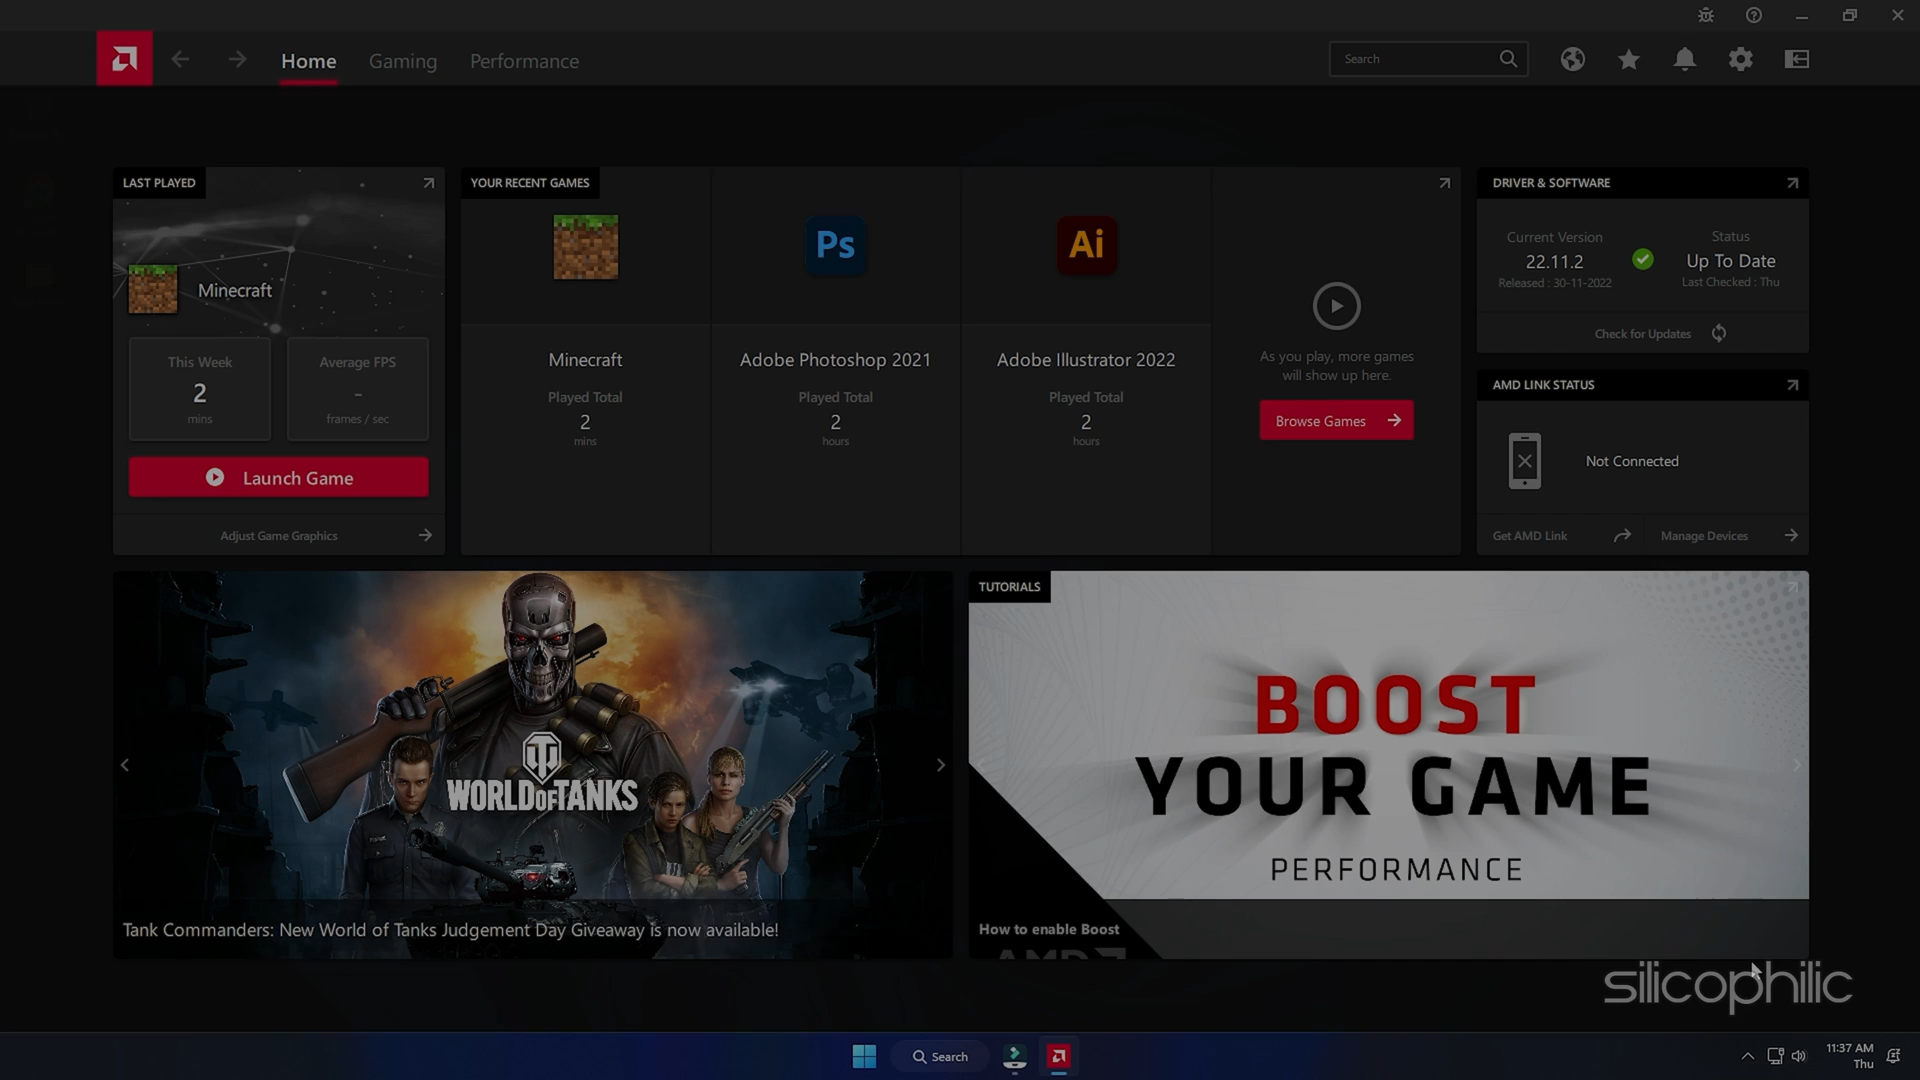 Home
Gaming
Performance
Search
LAST PLAYED
Minecraft
This Week
2
mins
Average FPS
-
frames / sec
Launch Game
Adjust Game Graphics
YOUR RECENT GAMES
Minecraft
Played Total
2
mins
Ps
Adobe Photoshop 2021
Played Total
2
hours
Ai
Adobe Illustrator 2022
Played Total
2
hours
As you play, more games
will show up here.
Browse Games
DRIVER & SOFTWARE
Current Version
22.11.2
Released : 30-11-2022
Status
Up To Date
Last Checked : Thu
Check for Updates
AMD LINK STATUS
Not Connected
Get AMD Link
Manage Devices
WORLD OF TANKS
Tank Commanders: New World of Tanks Judgement Day Giveaway is now available!
TUTORIALS
BOOST
YOUR GAME
PERFORMANCE
How to enable Boost
AMD
silicophilic
Search
11:37 AM
Thu